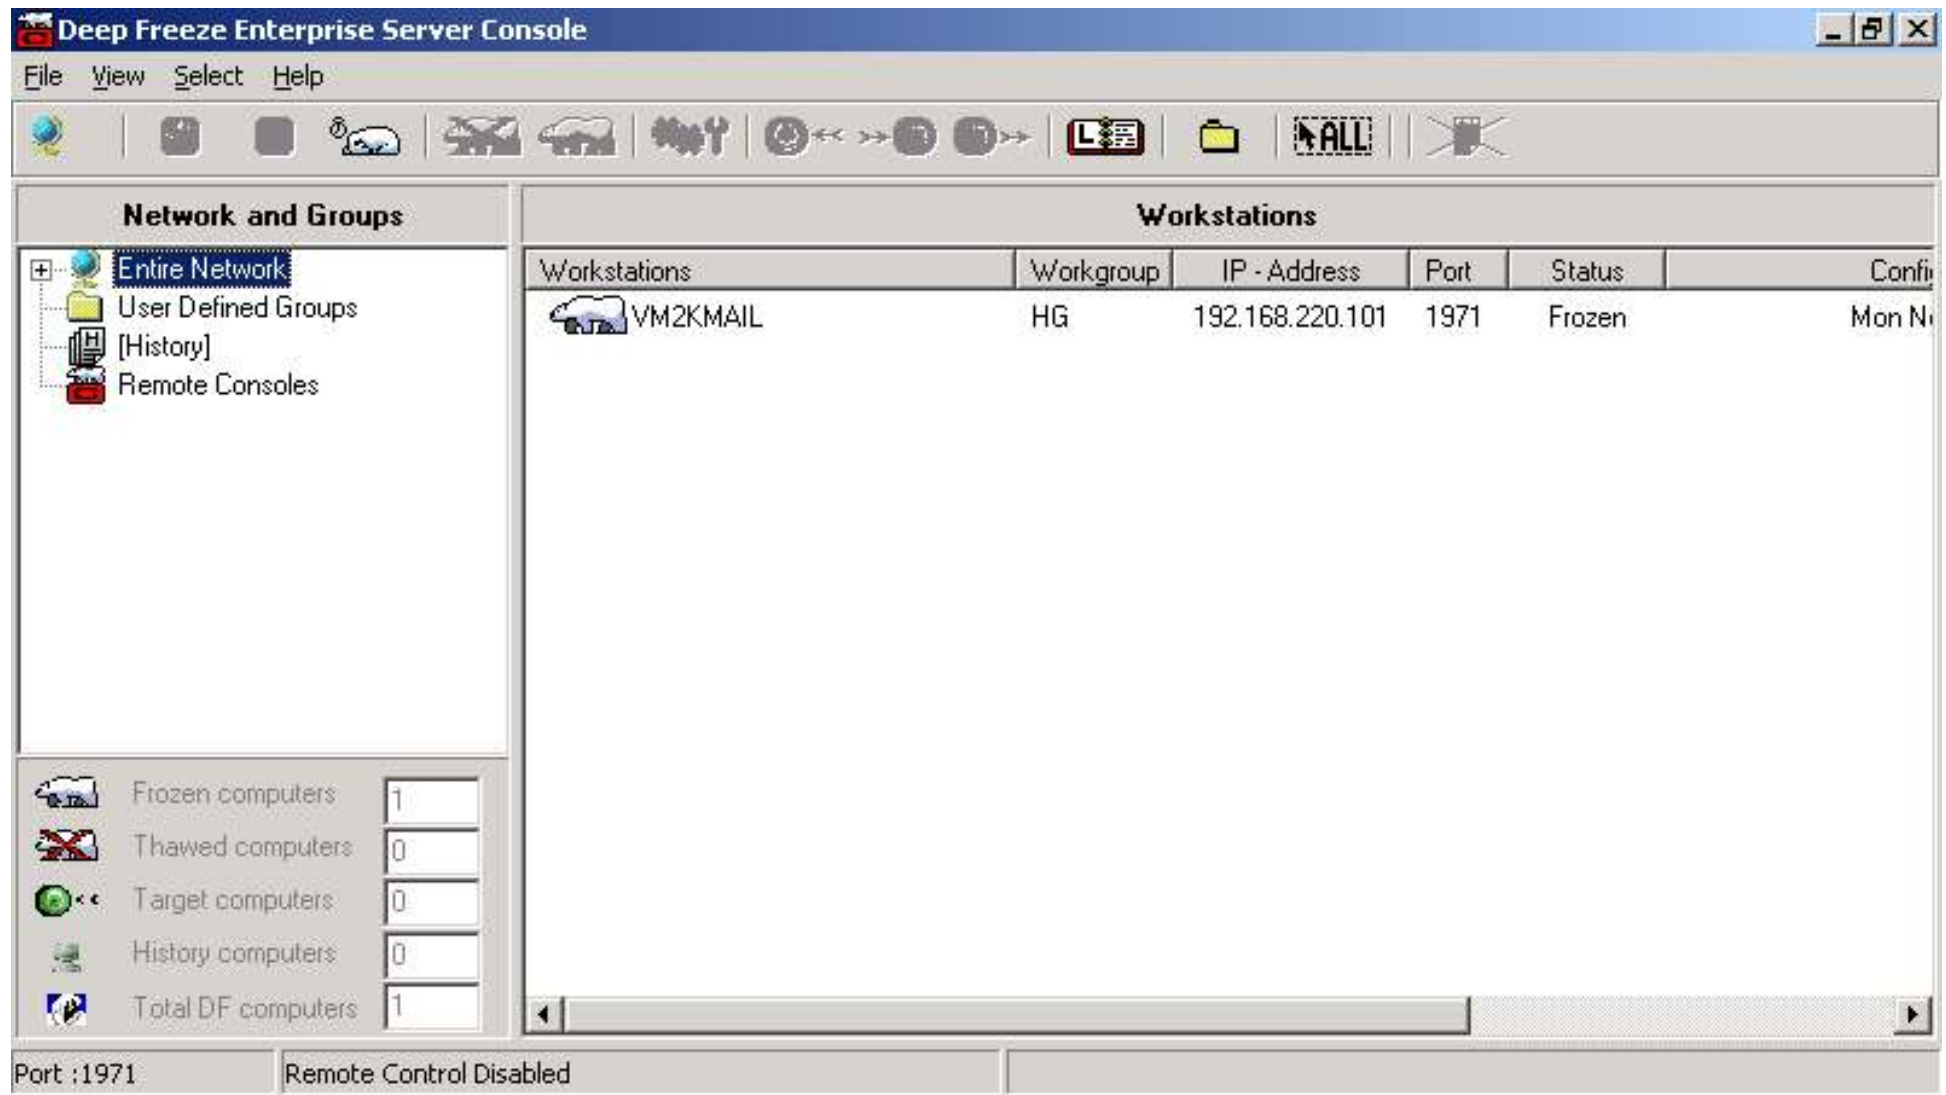 Deep Freeze Enterprise Server Console
File View Select Help
L ALL
Network and Groups
Entire Network
User Defined Groups
[History]
Remote Consoles
Workstations
Workstations Workgroup IP - Address Port Status Confi
VM2KMAIL HG 192.168.220.101 1971 Frozen Mon N
Frozen computers 1
Thawed computers 0
Target computers 0
History computers 0
Total DF computers 1
Port :1971 Remote Control Disabled